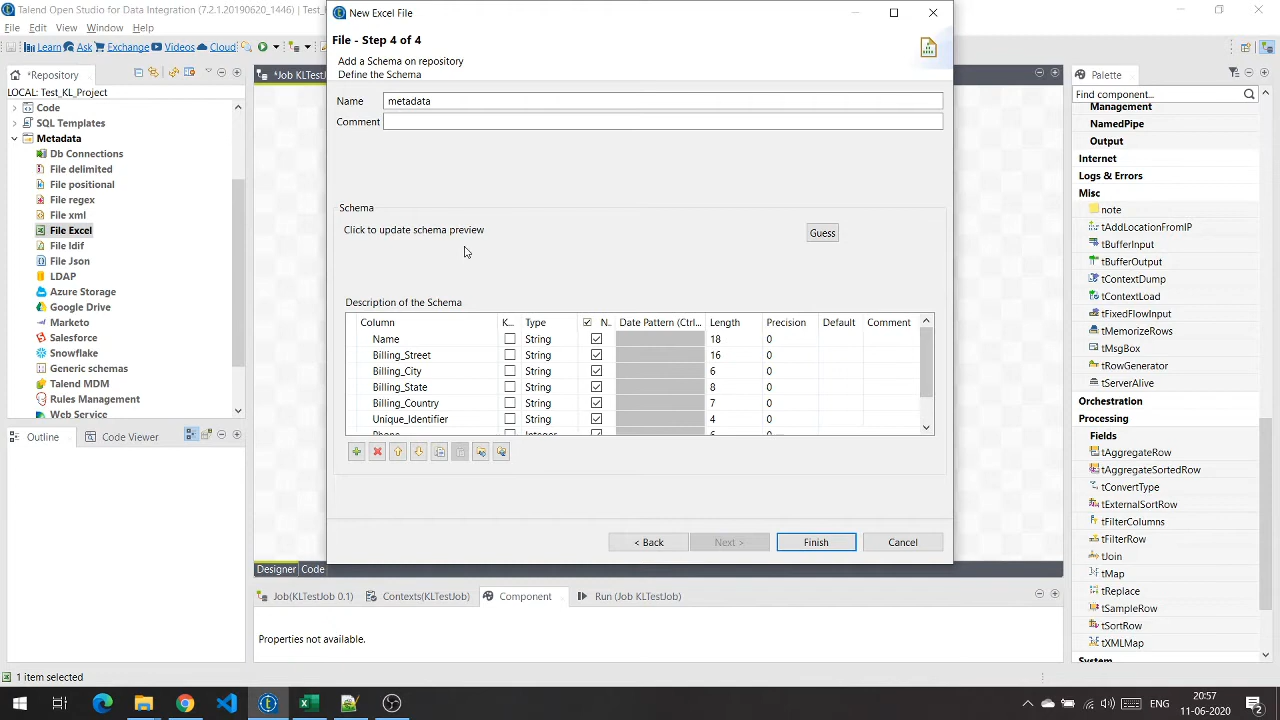 Talend Open Studio for Data Integration (7.2.1.20190620_1446) | Test
File Edit View Window Help
Learn Ask Exchange Videos Cloud
*Repository
LOCAL: Test_KL_Project
Code
SQL Templates
Metadata
Db Connections
File delimited
File positional
File regex
File xml
File Excel
File ldif
File Json
LDAP
Azure Storage
Google Drive
Marketo
Salesforce
Snowflake
Generic schemas
Talend MDM
Rules Management
Web Service
Outline
Code Viewer
*Job KLTestJ
New Excel File
File - Step 4 of 4
Add a Schema on repository
Define the Schema
Name metadata
Comment
Schema
Click to update schema preview
Guess
Description of the Schema
Column K... Type N.. Date Pattern (Ctrl... Length Precision Default Comment
Name String 18 0
Billing_Street String 16 0
Billing_City String 6 0
Billing_State String 8 0
Billing_Country String 7 0
Unique_Identifier String 4 0
Phone Integer 6 0
< Back Next > Finish Cancel
Designer Code
Job(KLTestJob 0.1) Contexts(KLTestJob) Component Run (Job KLTestJob)
Properties not available.
Palette
Find component...
Management
NamedPipe
Output
Internet
Logs & Errors
Misc
note
tAddLocationFromIP
tBufferInput
tBufferOutput
tContextDump
tContextLoad
tFixedFlowInput
tMemorizeRows
tMsgBox
tRowGenerator
tServerAlive
Orchestration
Processing
Fields
tAggregateRow
tAggregateSortedRow
tConvertType
tExternalSortRow
tFilterColumns
tFilterRow
tJoin
tMap
tReplace
tSampleRow
tSortRow
tXMLMap
System
1 item selected
ENG
20:57
11-06-2020
2